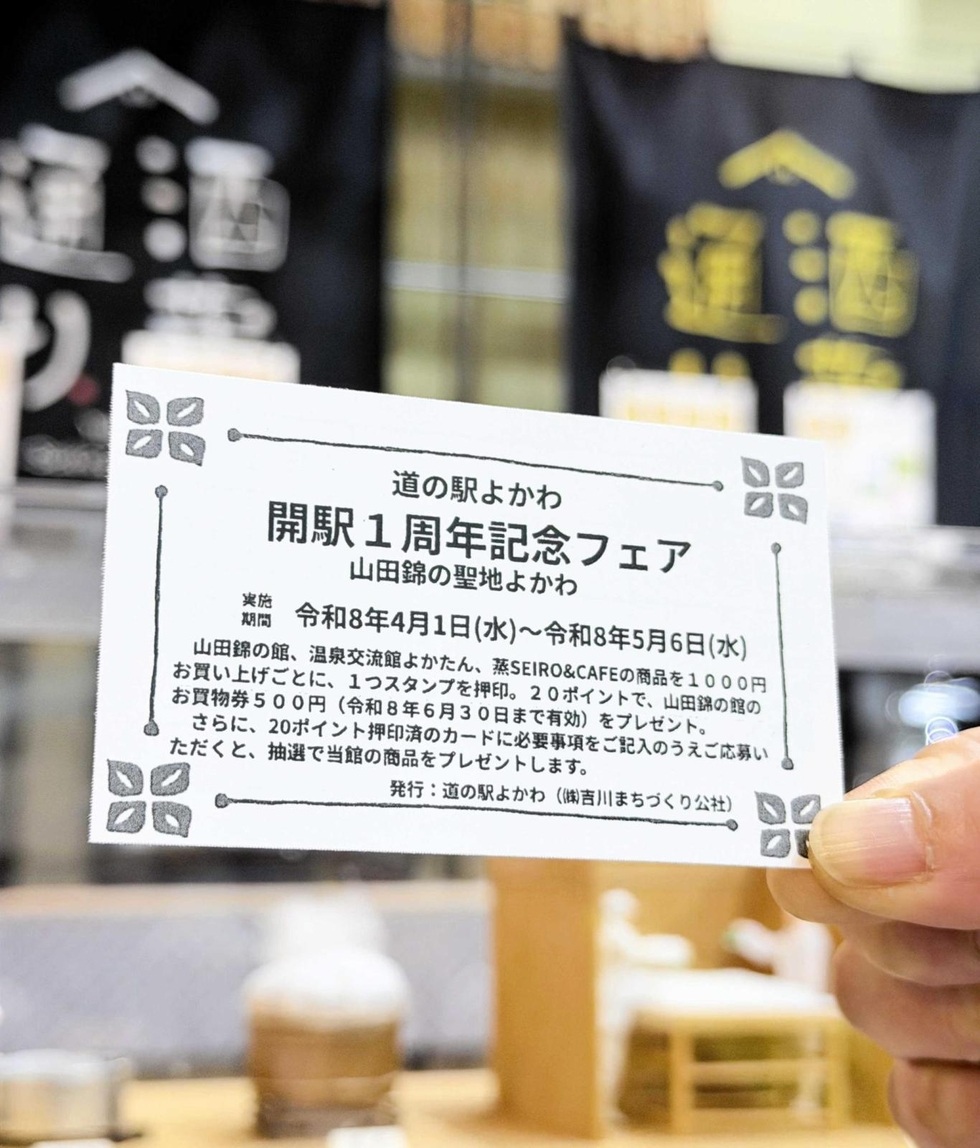 酒
通
酒
通
道の駅よかわ
開駅１周年記念フェア
山田錦の聖地よかわ
実施
期間
令和8年4月1日(水)～令和8年5月6日(水)
山田錦の館、温泉交流館よかたん、蒸SEIRO&CAFEの商品を１０００円
お買い上げごとに、１つスタンプを押印。２０ポイントで、山田錦の館の
お買物券５００円（令和８年６月３０日まで有効）をプレゼント。
さらに、20ポイント押印済のカードに必要事項をご記入のうえご応募い
ただくと、抽選で当館の商品をプレゼントします。
発行：道の駅よかわ（㈱吉川まちづくり公社）